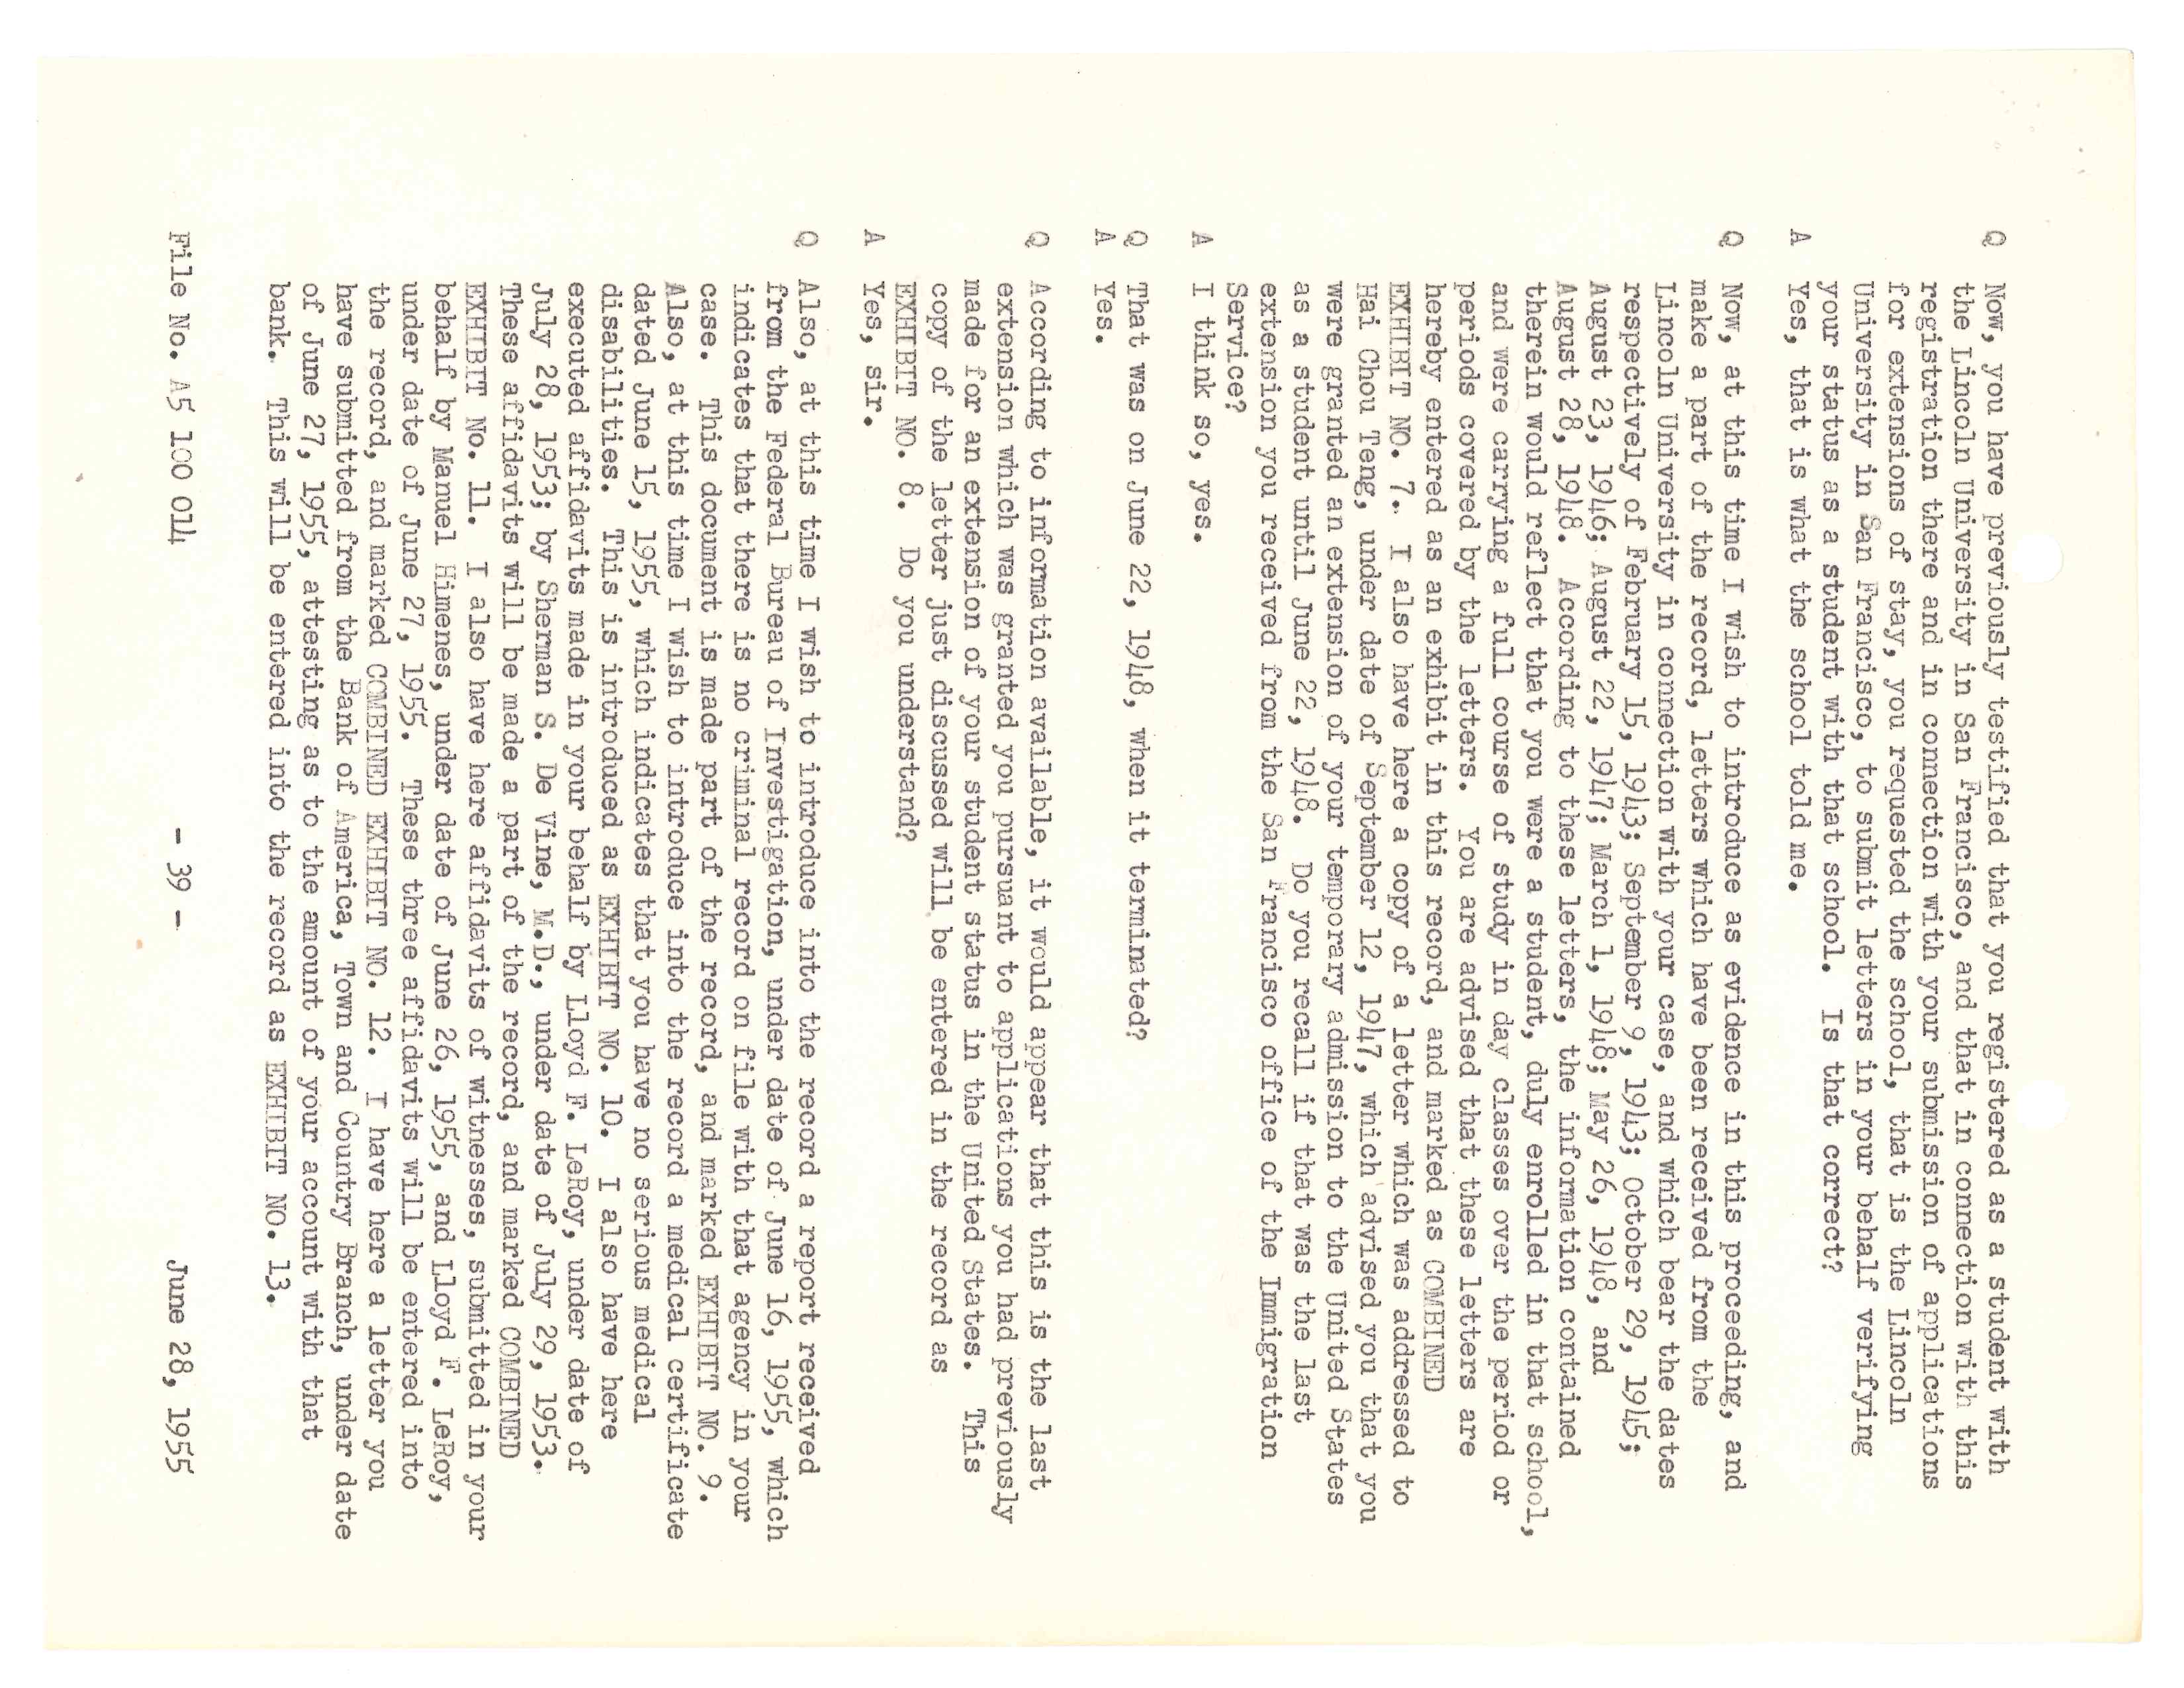 Q Now, you have previously testified that you registered as a student with
the Lincoln University in San Francisco, and that in connection with this
registration there and in connection with your submission of applications
for extensions of stay, you requested the school, that is the Lincoln
University in San Francisco, to submit letters in your behalf verifying
your status as a student with that school. Is that correct?
A Yes, that is what the school told me.
Q Now, at this time I wish to introduce as evidence in this proceeding, and
make a part of the record, letters which have been received from the
Lincoln University in connection with your case, and which bear the dates
respectively of February 15, 1943; September 9, 1943; October 29, 1945;
August 23, 1946; August 22, 1947; March 1, 1948; May 26, 1948, and
August 28, 1948. According to these letters, the information contained
therein would reflect that you were a student, duly enrolled in that school,
and were carrying a full course of study in day classes over the period or
periods covered by the letters. You are advised that these letters are
hereby entered as an exhibit in this record, and marked as COMBINED
EXHIBIT NO. 7. I also have here a copy of a letter which was addressed to
Hai Chou Teng, under date of September 12, 1947, which advised you that you
were granted an extension of your temporary admission to the United States
as a student until June 22, 1948. Do you recall if that was the last
extension you received from the San Francisco office of the Immigration
Service?
A I think so, yes.
Q That was on June 22, 1948, when it terminated?
A Yes.
Q According to information available, it would appear that this is the last
extension which was granted you pursuant to applications you had previously
made for an extension of your student status in the United States. This
copy of the letter just discussed will be entered in the record as
EXHIBIT NO. 8. Do you understand?
A Yes, sir.
Q Also, at this time I wish to introduce into the record a report received
from the Federal Bureau of Investigation, under date of June 16, 1955, which
indicates that there is no criminal record on file with that agency in your
case. This document is made part of the record, and marked EXHIBIT NO. 9.
Also, at this time I wish to introduce into the record a medical certificate
dated June 15, 1955, which indicates that you have no serious medical
disabilities. This is introduced as EXHIBIT NO. 10. I also have here
executed affidavits made in your behalf by Lloyd F. LeRoy, under date of
July 28, 1953; by Sherman S. De Vine, M.D., under date of July 29, 1953.
These affidavits will be made a part of the record, and marked COMBINED
EXHIBIT No. 11. I also have here affidavits of witnesses, submitted in your
behalf by Manuel Himenes, under date of June 26, 1955, and Lloyd F. LeRoy,
under date of June 27, 1955. These three affidavits will be entered into
the record, and marked COMBINED EXHIBIT NO. 12. I have here a letter you
have submitted from the Bank of America, Town and Country Branch, under date
of June 27, 1955, attesting as to the amount of your account with that
bank. This will be entered into the record as EXHIBIT NO. 13.
File No. A5 100 014 - 39 - June 28, 1955